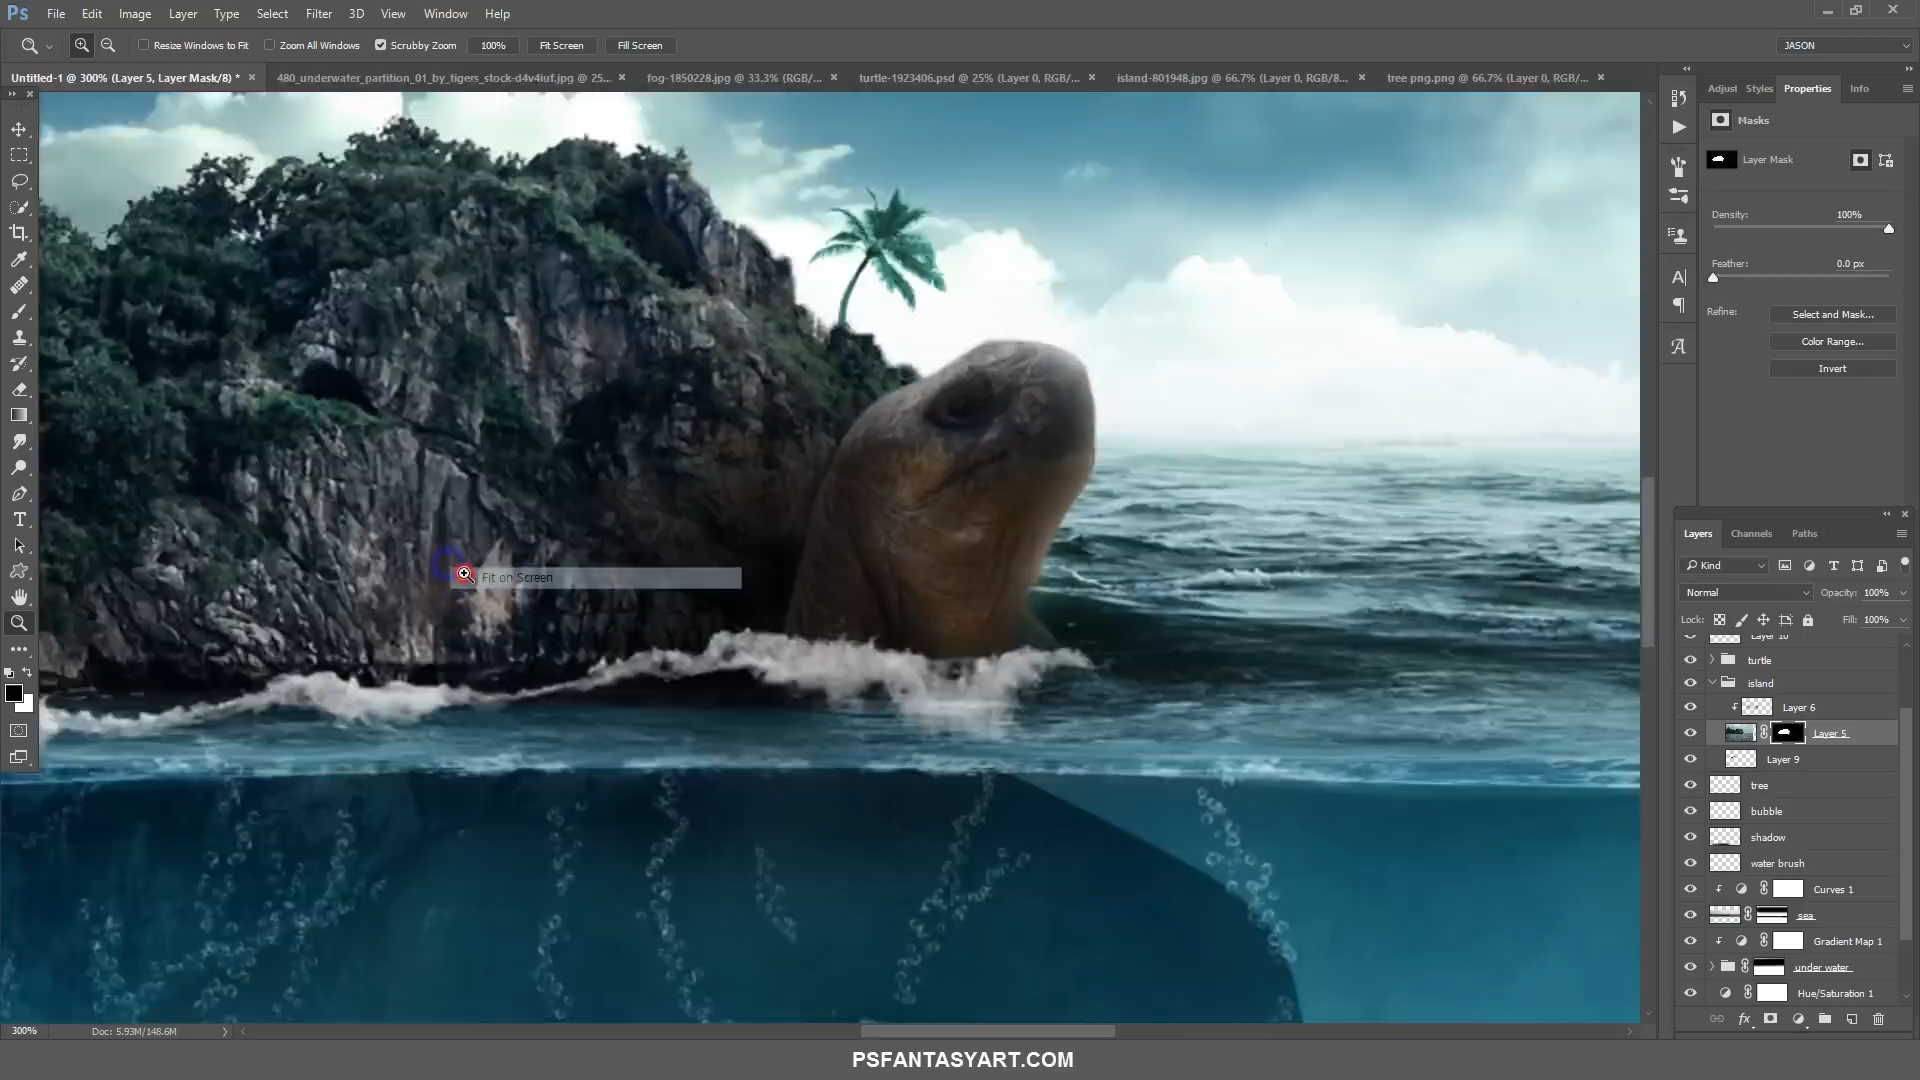 Ps File Edit Image Layer Type Select Filter 3D View Window Help
Resize Windows to Fit Zoom All Windows Scrubby Zoom 100% Fit Screen Fill Screen JASON
Untitled-1 @ 300% (Layer 5, Layer Mask/8) * × 480_underwater_partition_01_by_tigers_stock-d4v4iuf.jpg @ 25... × fog-1850228.jpg @ 33.3% (RGB/... × turtle-1923406.psd @ 25% (Layer 0, RGB/... × island-801948.jpg @ 66.7% (Layer 0, RGB/8... × tree png.png @ 66.7% (Layer 0, RGB/... ×
Adjust Styles Properties Info
Masks
Layer Mask
Density: 100%
Feather: 0.0 px
Refine: Select and Mask...
Color Range...
Invert
Fit on Screen
Layers Channels Paths
Kind
Normal Opacity: 100%
Lock: Fill: 100%
Layer 10
turtle
island
Layer 6
Layer 5
Layer 9
tree
bubble
shadow
water brush
Curves 1
sea
Gradient Map 1
under water
Hue/Saturation 1
fx
300% Doc: 5.93M/148.6M
PSFANTASYART.COM